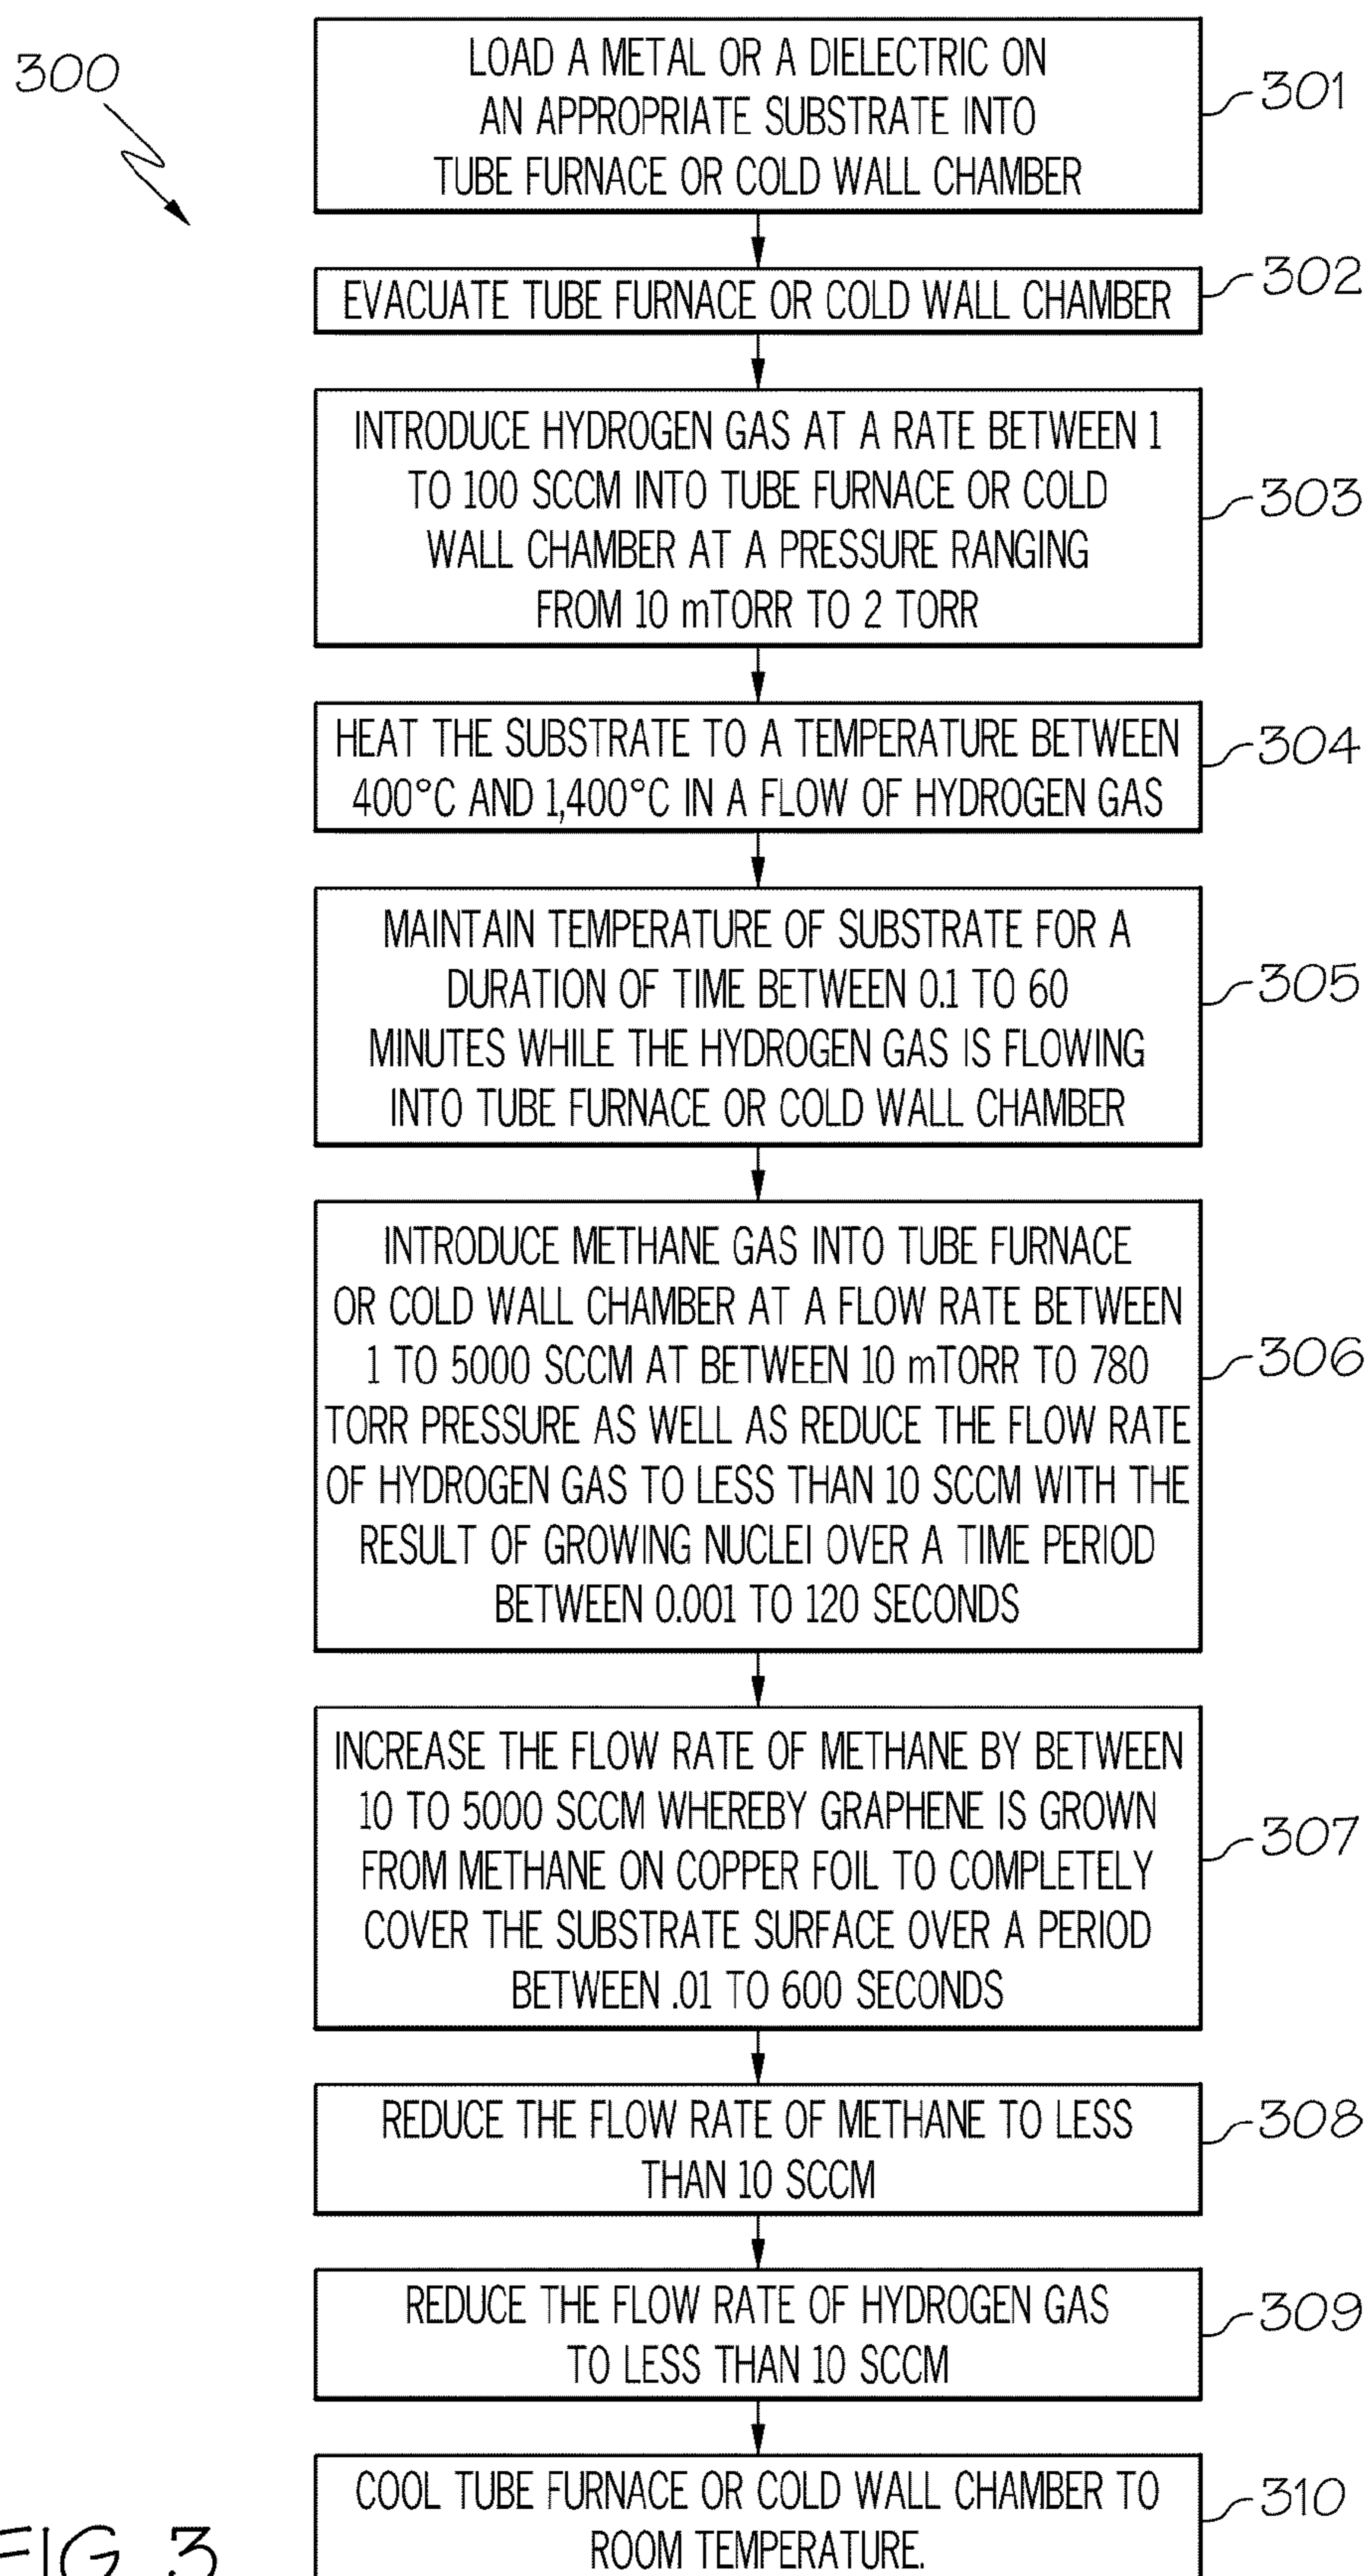 300
LOAD A METAL OR A DIELECTRIC ON
AN APPROPRIATE SUBSTRATE INTO
TUBE FURNACE OR COLD WALL CHAMBER
301
EVACUATE TUBE FURNACE OR COLD WALL CHAMBER
302
INTRODUCE HYDROGEN GAS AT A RATE BETWEEN 1
TO 100 SCCM INTO TUBE FURNACE OR COLD
WALL CHAMBER AT A PRESSURE RANGING
FROM 10 mTORR TO 2 TORR
303
HEAT THE SUBSTRATE TO A TEMPERATURE BETWEEN
400°C AND 1,400°C IN A FLOW OF HYDROGEN GAS
304
MAINTAIN TEMPERATURE OF SUBSTRATE FOR A
DURATION OF TIME BETWEEN 0.1 TO 60
MINUTES WHILE THE HYDROGEN GAS IS FLOWING
INTO TUBE FURNACE OR COLD WALL CHAMBER
305
INTRODUCE METHANE GAS INTO TUBE FURNACE
OR COLD WALL CHAMBER AT A FLOW RATE BETWEEN
1 TO 5000 SCCM AT BETWEEN 10 mTORR TO 780
TORR PRESSURE AS WELL AS REDUCE THE FLOW RATE
OF HYDROGEN GAS TO LESS THAN 10 SCCM WITH THE
RESULT OF GROWING NUCLEI OVER A TIME PERIOD
BETWEEN 0.001 TO 120 SECONDS
306
INCREASE THE FLOW RATE OF METHANE BY BETWEEN
10 TO 5000 SCCM WHEREBY GRAPHENE IS GROWN
FROM METHANE ON COPPER FOIL TO COMPLETELY
COVER THE SUBSTRATE SURFACE OVER A PERIOD
BETWEEN .01 TO 600 SECONDS
307
REDUCE THE FLOW RATE OF METHANE TO LESS
THAN 10 SCCM
308
REDUCE THE FLOW RATE OF HYDROGEN GAS
TO LESS THAN 10 SCCM
309
COOL TUBE FURNACE OR COLD WALL CHAMBER TO
ROOM TEMPERATURE.
310
FIG. 3